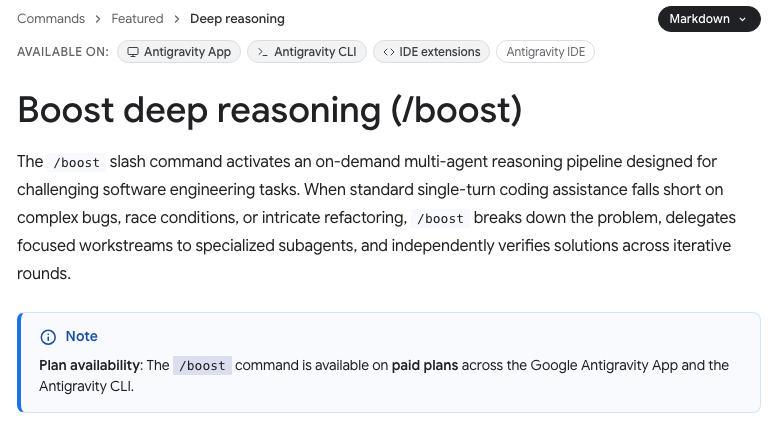 Commands > Featured > Deep reasoning
Markdown
AVAILABLE ON: Antigravity App Antigravity CLI IDE extensions Antigravity IDE
Boost deep reasoning (/boost)
The /boost slash command activates an on-demand multi-agent reasoning pipeline designed for
challenging software engineering tasks. When standard single-turn coding assistance falls short on
complex bugs, race conditions, or intricate refactoring, /boost breaks down the problem, delegates
focused workstreams to specialized subagents, and independently verifies solutions across iterative
rounds.
Note
Plan availability: The /boost command is available on paid plans across the Google Antigravity App and the
Antigravity CLI.